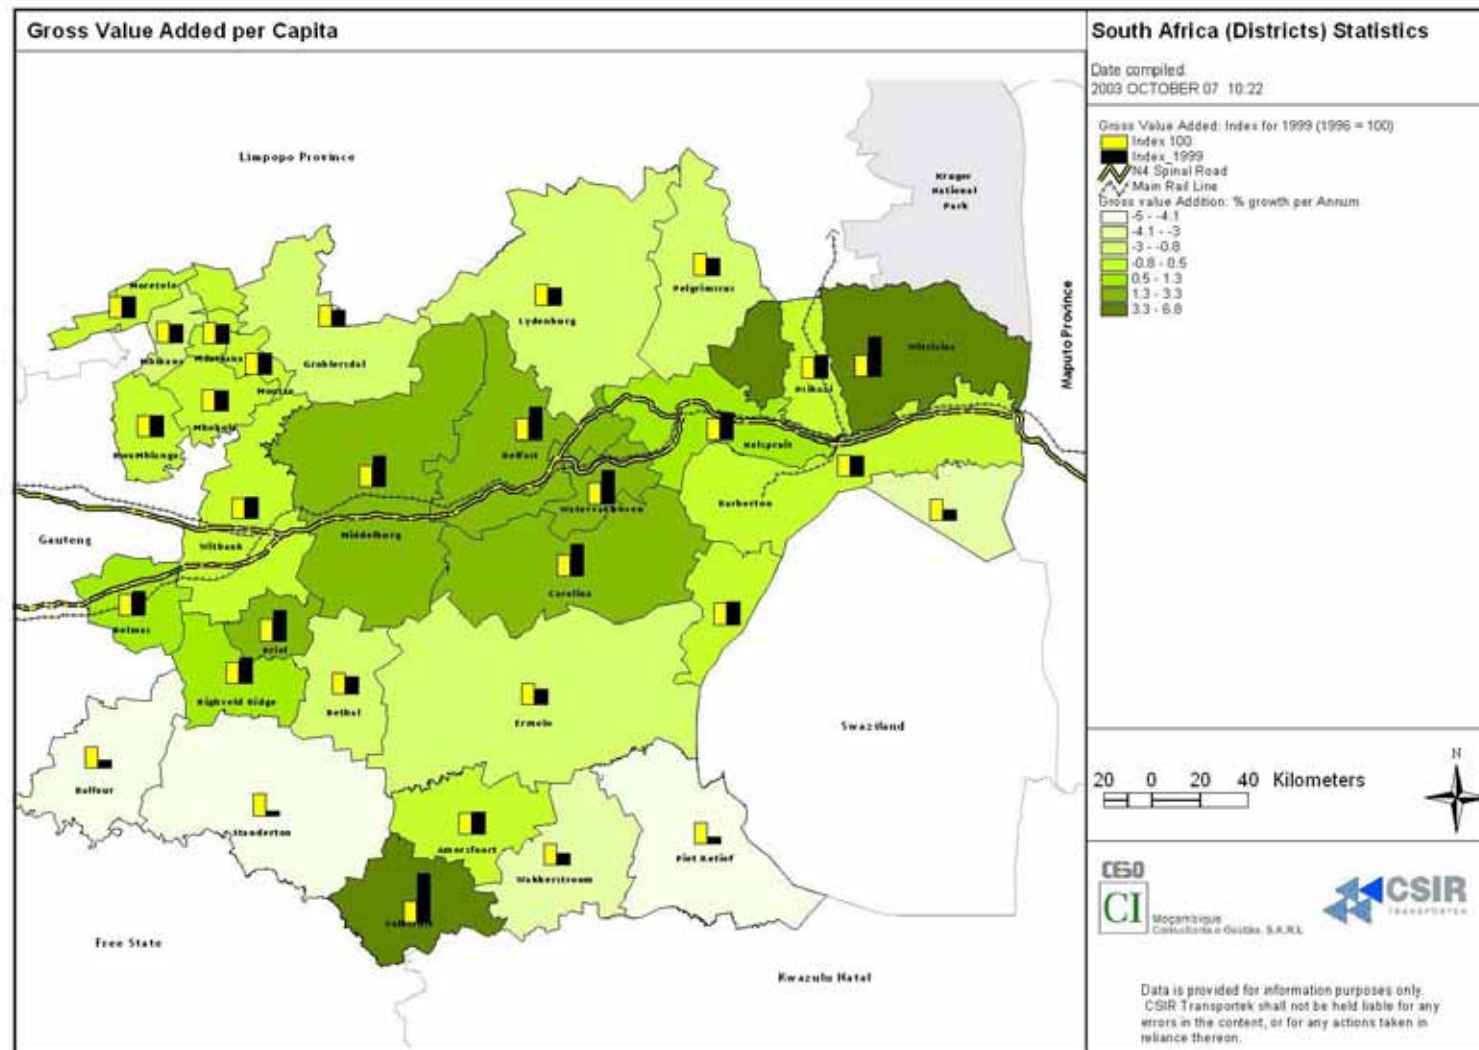 Gross Value Added per Capita
South Africa (Districts) Statistics
Date compiled:
2003 OCTOBER 07 10:22
Gross Value Added: Index for 1999 (1996 = 100)
Index 100
Index_1999
N4 Spinal Road
Main Rail Line
Gross value Addition: % growth per Annum
-5 - -4.1
-4.1 - -3
-3 - -0.8
-0.8 - 0.5
0.5 - 1.3
1.3 - 3.3
3.3 - 6.8
Limpopo Province
Kruger
National
Park
Maputo Province
Moretele
Pelgrimsrus
Lydenburg
Groblersdal
Nsikazi
Belfast
Nelspruit
Barberton
Middelburg
Witbank
Gauteng
Carolina
Delmas
Kriel
Highveld Ridge
Bethal
Ermelo
Swaziland
Balfour
Standerton
Amersfoort
Wakkerstroom
Piet Retief
Free State
Kwazulu Natal
20 0 20 40 Kilometers
N
CI
Moçambique
CSIR
TRANSPORTEK
Data is provided for information purposes only.
CSIR Transportek shall not be held liable for any
errors in the content, or for any actions taken in
reliance thereon.